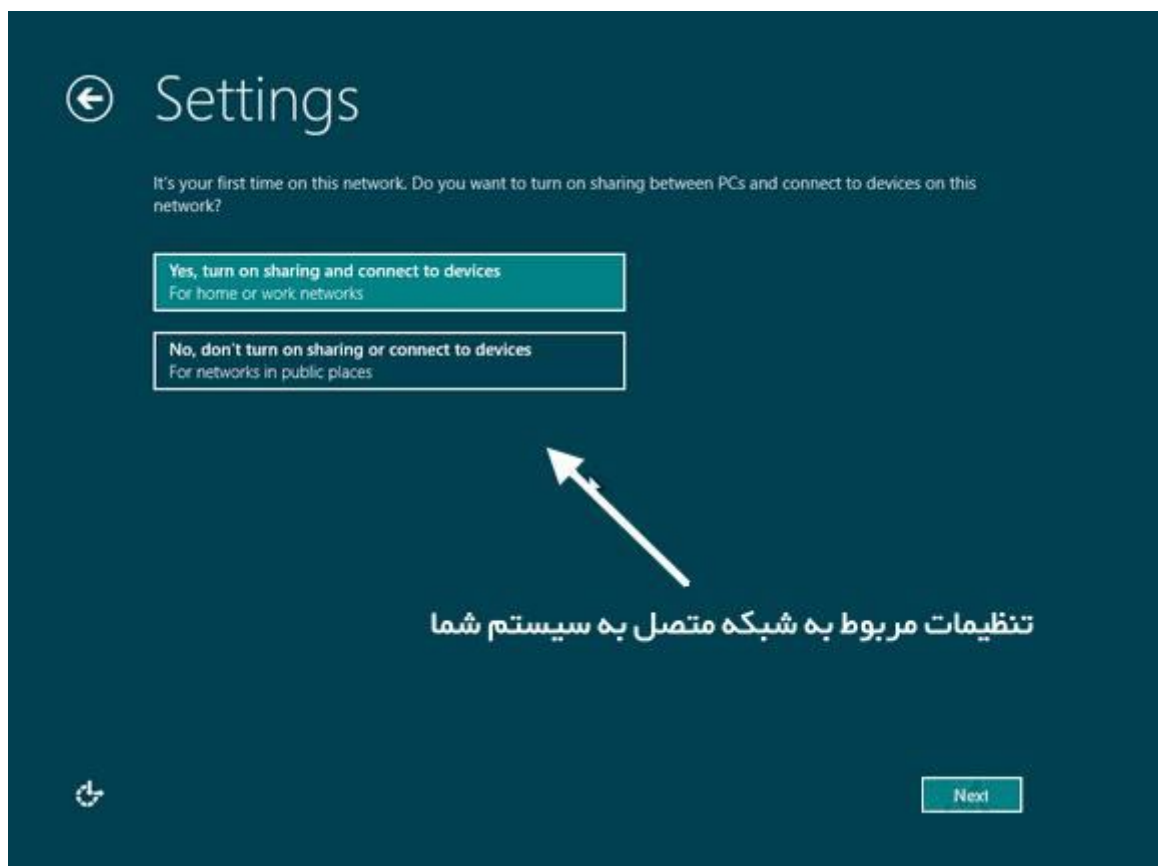 Settings
It's your first time on this network. Do you want to turn on sharing between PCs and connect to devices on this
network?
Yes, turn on sharing and connect to devices
For home or work networks
No, don't turn on sharing or connect to devices
For networks in public places
تنظیمات مربوط به شبکه متصل به سیستم شما
Next